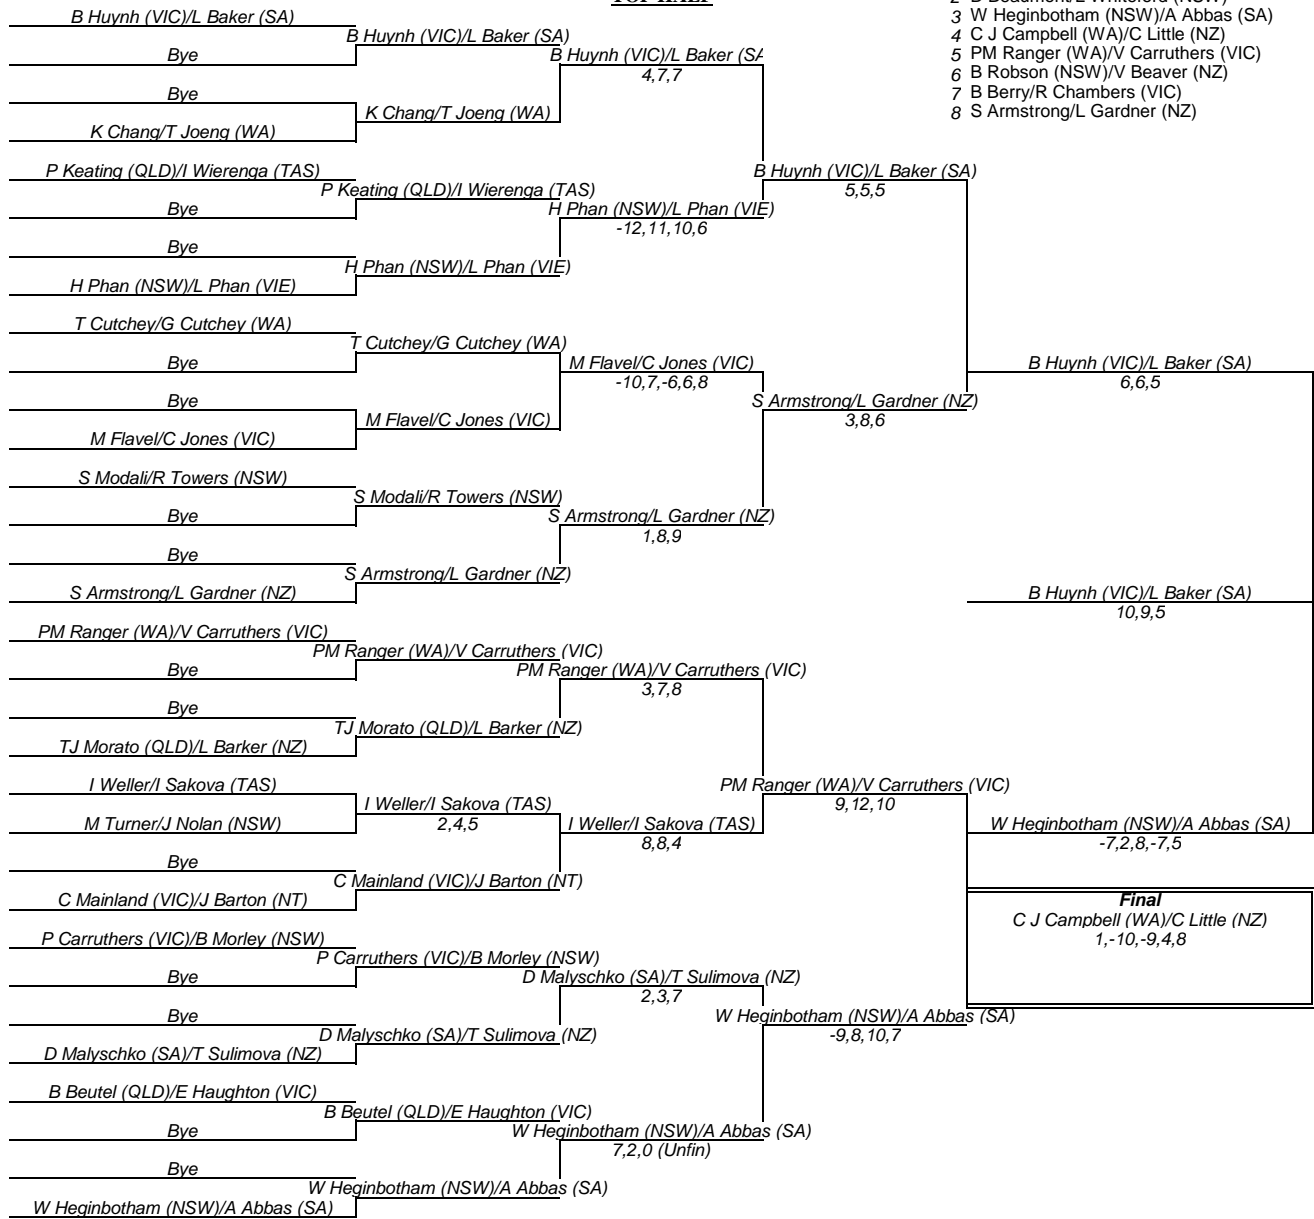 TOP HALF
2 D Beaumont/L Whiteford (NSW)
3 W Heginbotham (NSW)/A Abbas (SA)
4 C J Campbell (WA)/C Little (NZ)
5 PM Ranger (WA)/V Carruthers (VIC)
6 B Robson (NSW)/V Beaver (NZ)
7 B Berry/R Chambers (VIC)
8 S Armstrong/L Gardner (NZ)
B Huynh (VIC)/L Baker (SA)
Bye
Bye
K Chang/T Joeng (WA)
P Keating (QLD)/I Wierenga (TAS)
Bye
Bye
H Phan (NSW)/L Phan (VIE)
T Cutchey/G Cutchey (WA)
Bye
Bye
M Flavel/C Jones (VIC)
S Modali/R Towers (NSW)
Bye
Bye
S Armstrong/L Gardner (NZ)
PM Ranger (WA)/V Carruthers (VIC)
Bye
Bye
TJ Morato (QLD)/L Barker (NZ)
I Weller/I Sakova (TAS)
M Turner/J Nolan (NSW)
Bye
C Mainland (VIC)/J Barton (NT)
P Carruthers (VIC)/B Morley (NSW)
Bye
Bye
D Malyschko (SA)/T Sulimova (NZ)
B Beutel (QLD)/E Haughton (VIC)
Bye
Bye
W Heginbotham (NSW)/A Abbas (SA)
B Huynh (VIC)/L Baker (SA)
K Chang/T Joeng (WA)
P Keating (QLD)/I Wierenga (TAS)
H Phan (NSW)/L Phan (VIE)
T Cutchey/G Cutchey (WA)
M Flavel/C Jones (VIC)
S Modali/R Towers (NSW)
S Armstrong/L Gardner (NZ)
PM Ranger (WA)/V Carruthers (VIC)
TJ Morato (QLD)/L Barker (NZ)
I Weller/I Sakova (TAS)
2,4,5
C Mainland (VIC)/J Barton (NT)
P Carruthers (VIC)/B Morley (NSW)
D Malyschko (SA)/T Sulimova (NZ)
B Beutel (QLD)/E Haughton (VIC)
W Heginbotham (NSW)/A Abbas (SA)
B Huynh (VIC)/L Baker (SA
4,7,7
H Phan (NSW)/L Phan (VIE)
-12,11,10,6
M Flavel/C Jones (VIC)
-10,7,-6,6,8
S Armstrong/L Gardner (NZ)
1,8,9
PM Ranger (WA)/V Carruthers (VIC)
3,7,8
I Weller/I Sakova (TAS)
8,8,4
D Malyschko (SA)/T Sulimova (NZ)
2,3,7
W Heginbotham (NSW)/A Abbas (SA)
7,2,0 (Unfin)
B Huynh (VIC)/L Baker (SA)
5,5,5
S Armstrong/L Gardner (NZ)
3,8,6
PM Ranger (WA)/V Carruthers (VIC)
9,12,10
W Heginbotham (NSW)/A Abbas (SA)
-9,8,10,7
B Huynh (VIC)/L Baker (SA)
6,6,5
B Huynh (VIC)/L Baker (SA)
10,9,5
W Heginbotham (NSW)/A Abbas (SA)
-7,2,8,-7,5
Final
C J Campbell (WA)/C Little (NZ)
1,-10,-9,4,8